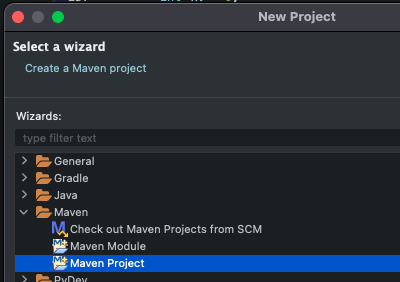 New Project
Select a wizard
Create a Maven project
Wizards:
type filter text
General
Gradle
Java
Maven
Check out Maven Projects from SCM
Maven Module
Maven Project
PyDev